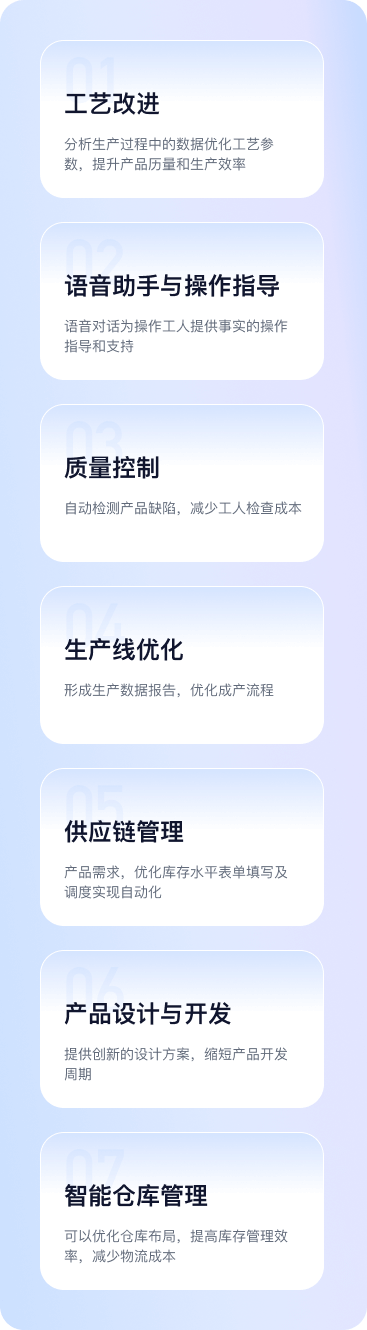 01
工艺改进
分析生产过程中的数据优化工艺参
数，提升产品历量和生产效率
02
语音助手与操作指导
语音对话为操作工人提供事实的操作
指导和支持
03
质量控制
自动检测产品缺陷，减少工人检查成本
04
生产线优化
形成生产数据报告，优化成产流程
05
供应链管理
产品需求，优化库存水平表单填写及
调度实现自动化
06
产品设计与开发
提供创新的设计方案，缩短产品开发
周期
07
智能仓库管理
可以优化仓库布局，提高库存管理效
率，减少物流成本